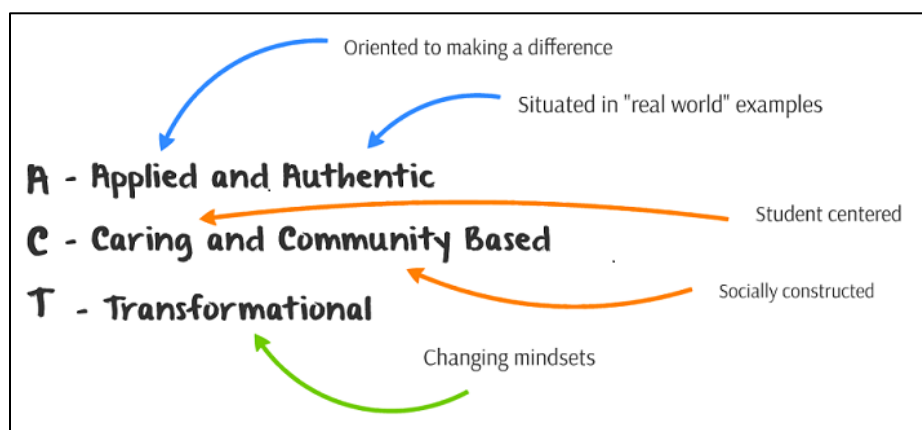 Oriented to making a difference
Situated in "real world" examples
A - Applied and Authentic
Student centered
C - Caring and Community Based
Socially constructed
T - Transformational
Changing mindsets